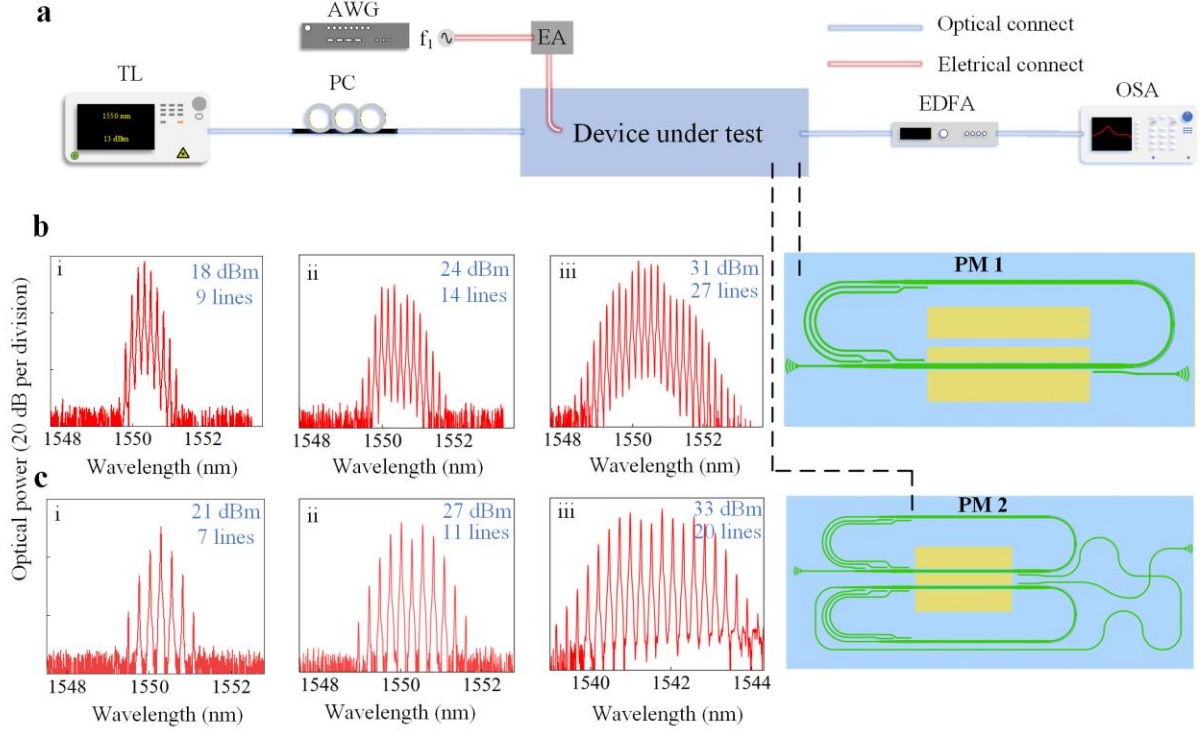 a
AWG
f1
EA
Optical connect
Eletrical connect
TL
PC
EDFA
OSA
1550 nm
13 dBm
Device under test
b
Optical power (20 dB per division)
i
18 dBm
9 lines
1548 1550 1552
Wavelength (nm)
ii
24 dBm
14 lines
1548 1550 1552
Wavelength (nm)
iii
31 dBm
27 lines
1548 1550 1552
Wavelength (nm)
PM 1
c
i
21 dBm
7 lines
1548 1550 1552
Wavelength (nm)
ii
27 dBm
11 lines
1548 1550 1552
Wavelength (nm)
iii
33 dBm
20 lines
1540 1542 1544
Wavelength (nm)
PM 2